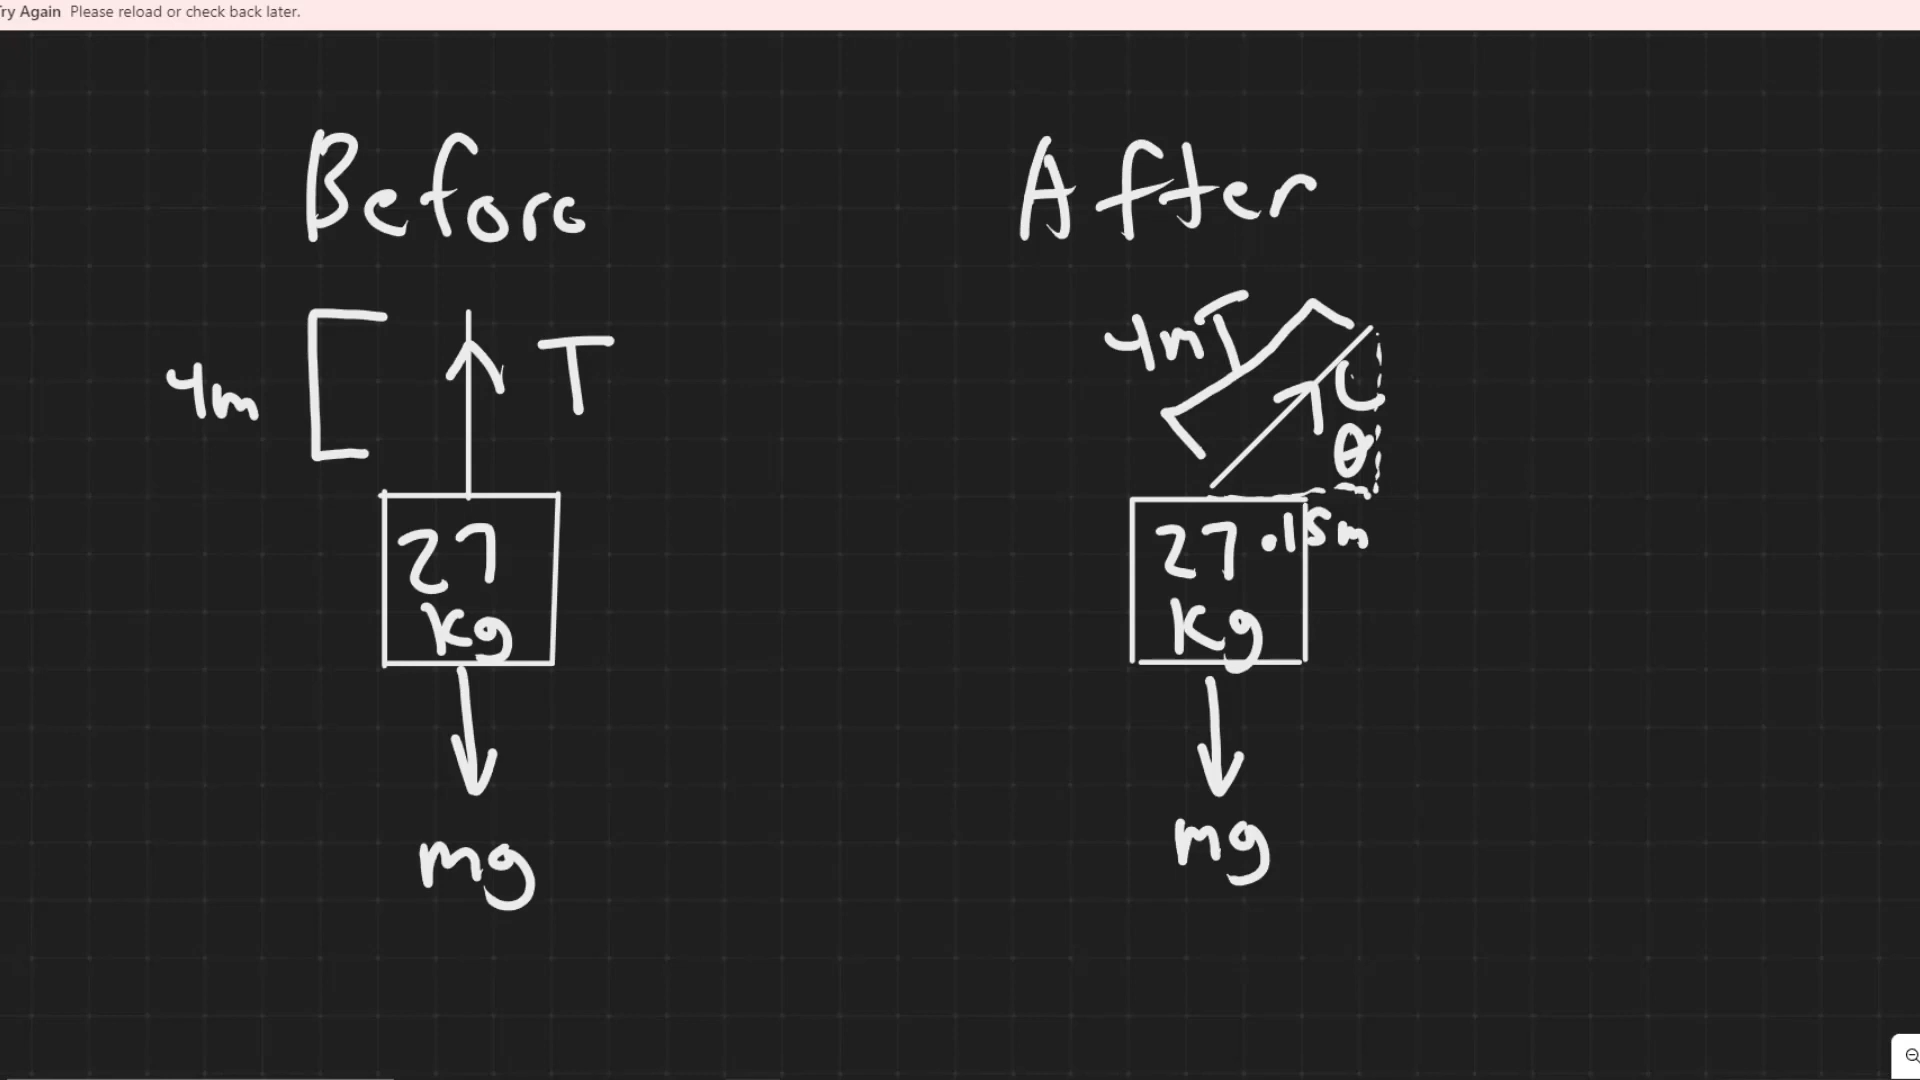 Try Again Please reload or check back later.
Before
After
4m
T
4m
T
θ
27
kg
27
kg
.15m
mg
mg